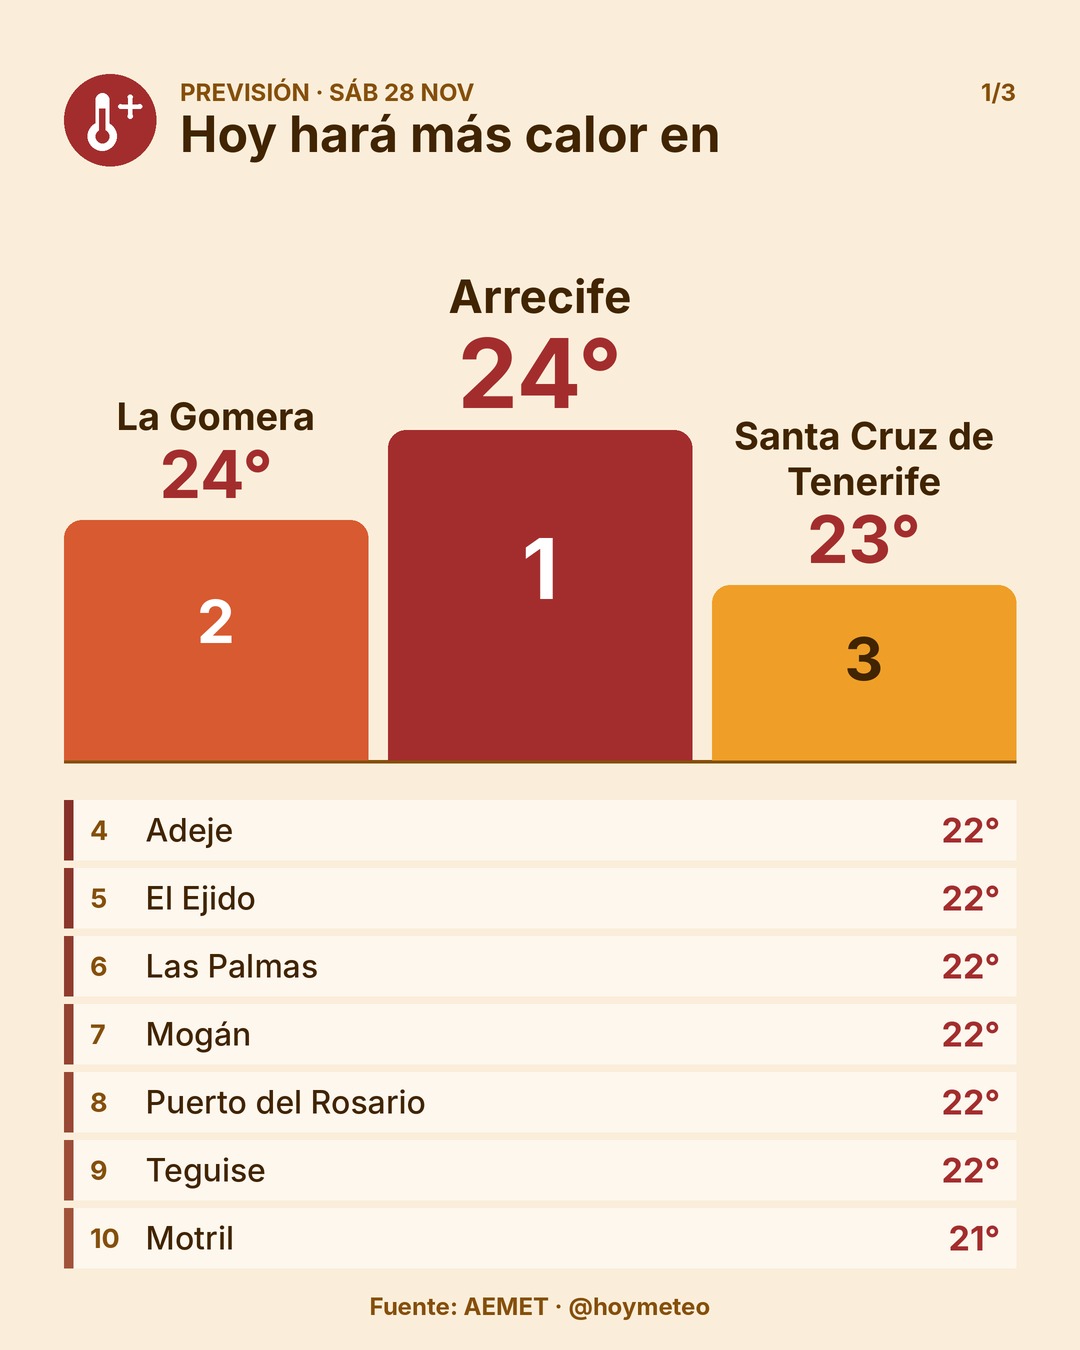 PREVISIÓN · SÁB 28 NOV
1/3
Hoy hará más calor en
Arrecife
24°
La Gomera
24°
Santa Cruz de
Tenerife
23°
2
1
3
4 Adeje 22°
5 El Ejido 22°
6 Las Palmas 22°
7 Mogán 22°
8 Puerto del Rosario 22°
9 Teguise 22°
10 Motril 21°
Fuente: AEMET · @hoymeteo